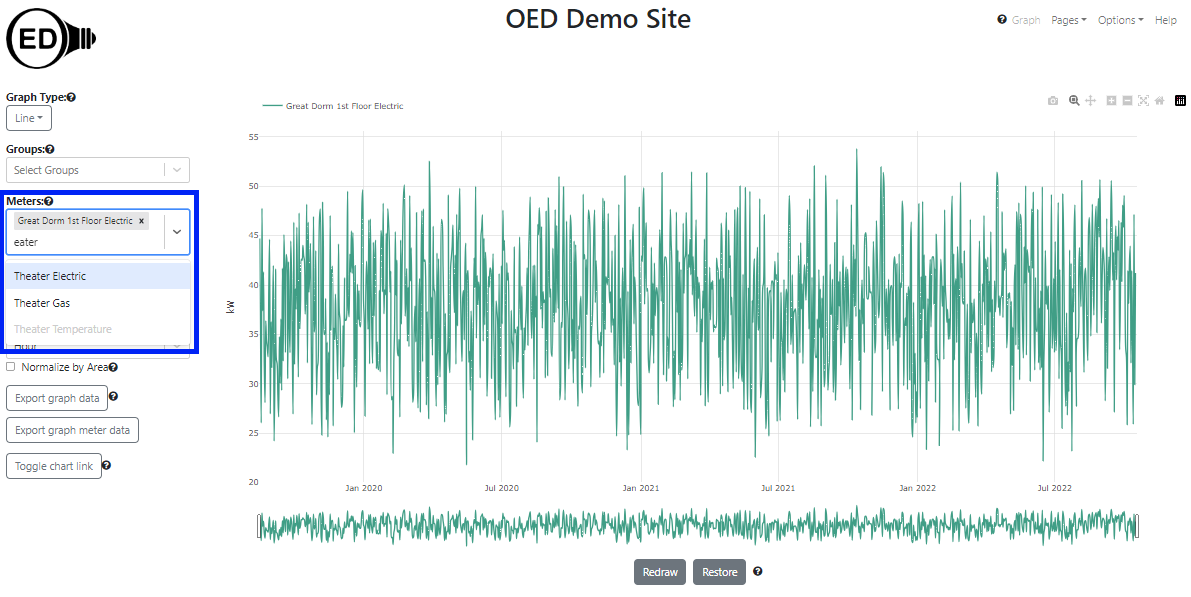 ED
OED Demo Site
Graph Pages Options Help
Graph Type:
Line
Groups:
Select Groups
Meters:
Great Dorm 1st Floor Electric ×
eater
Theater Electric
Theater Gas
Theater Temperature
Hour
Normalize by Area
Export graph data
Export graph meter data
Toggle chart link
Great Dorm 1st Floor Electric
kW
55
50
45
40
35
30
25
20
Jan 2020 Jul 2020 Jan 2021 Jul 2021 Jan 2022 Jul 2022
Redraw Restore